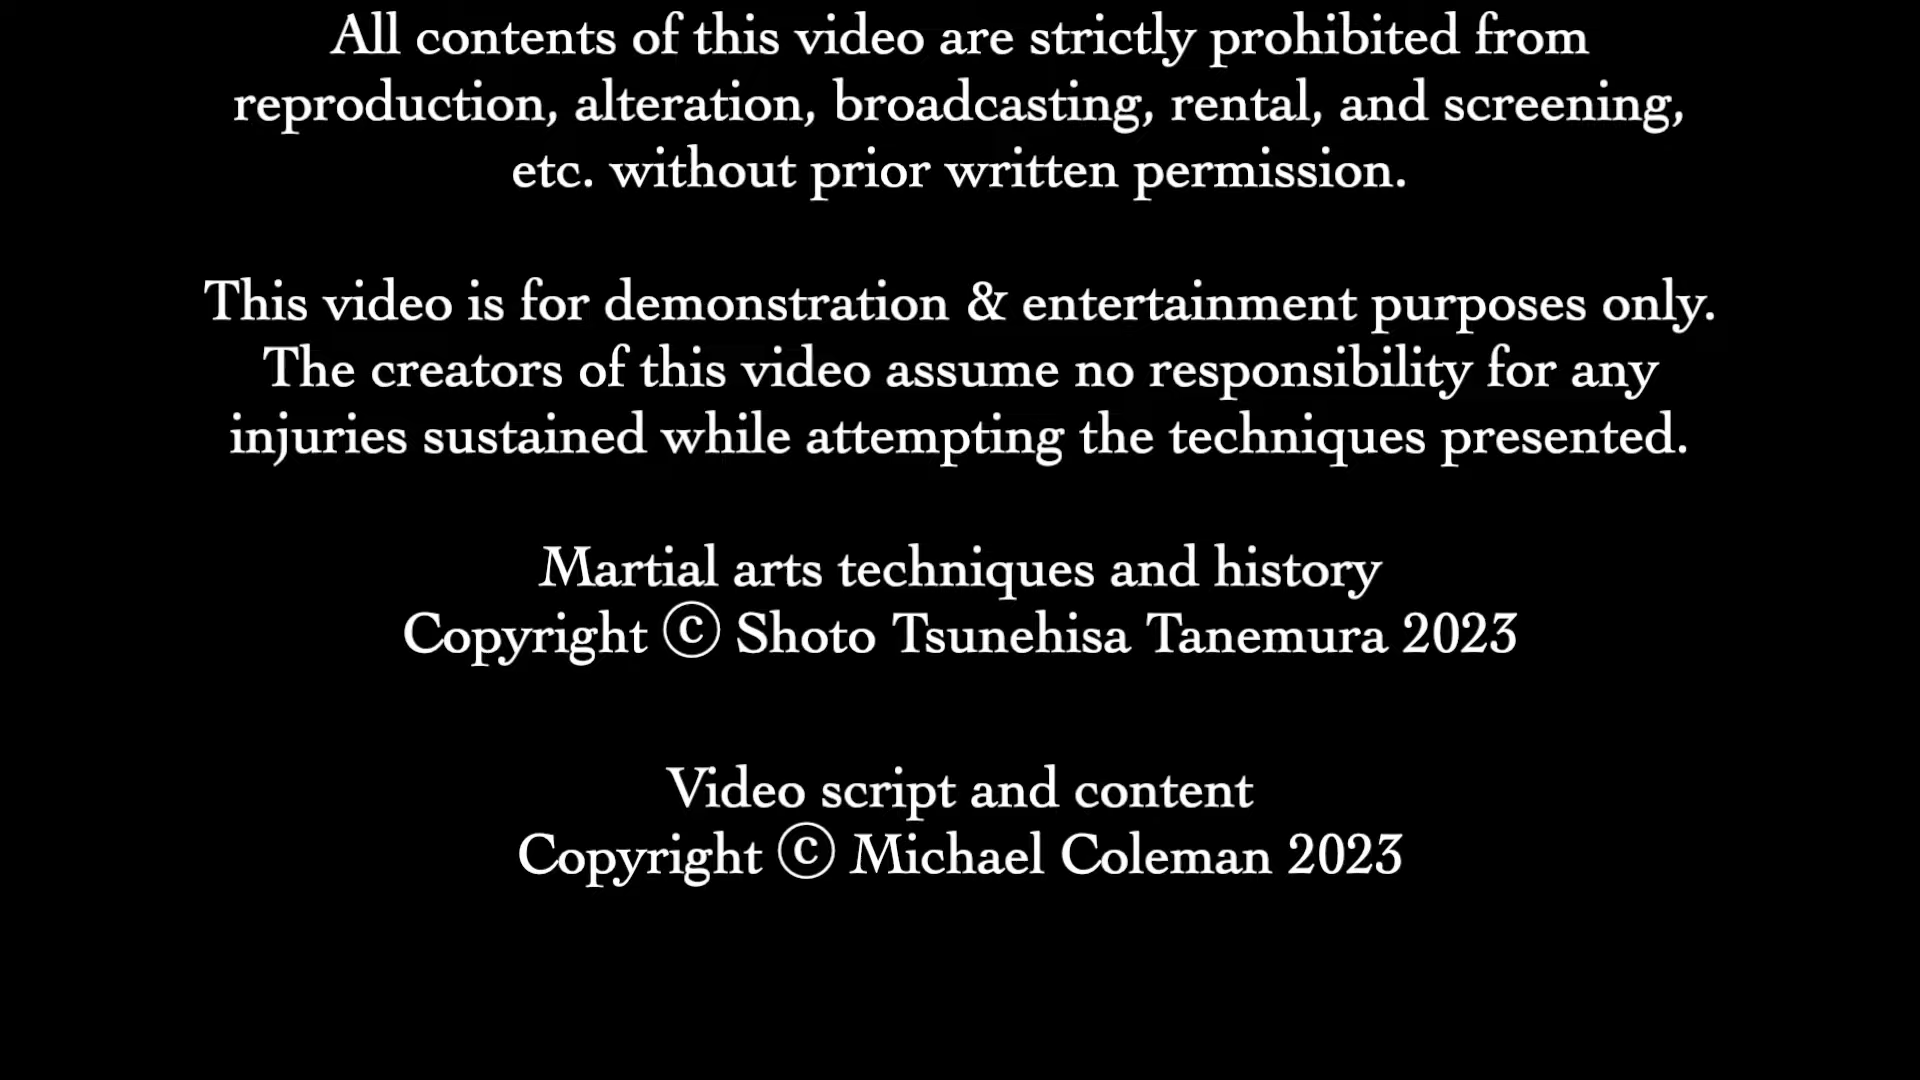 All contents of this video are strictly prohibited from
reproduction, alteration, broadcasting, rental, and screening,
etc. without prior written permission.
This video is for demonstration & entertainment purposes only.
The creators of this video assume no responsibility for any
injuries sustained while attempting the techniques presented.
Martial arts techniques and history
Copyright ⓒ Shoto Tsunehisa Tanemura 2023
Video script and content
Copyright ⓒ Michael Coleman 2023